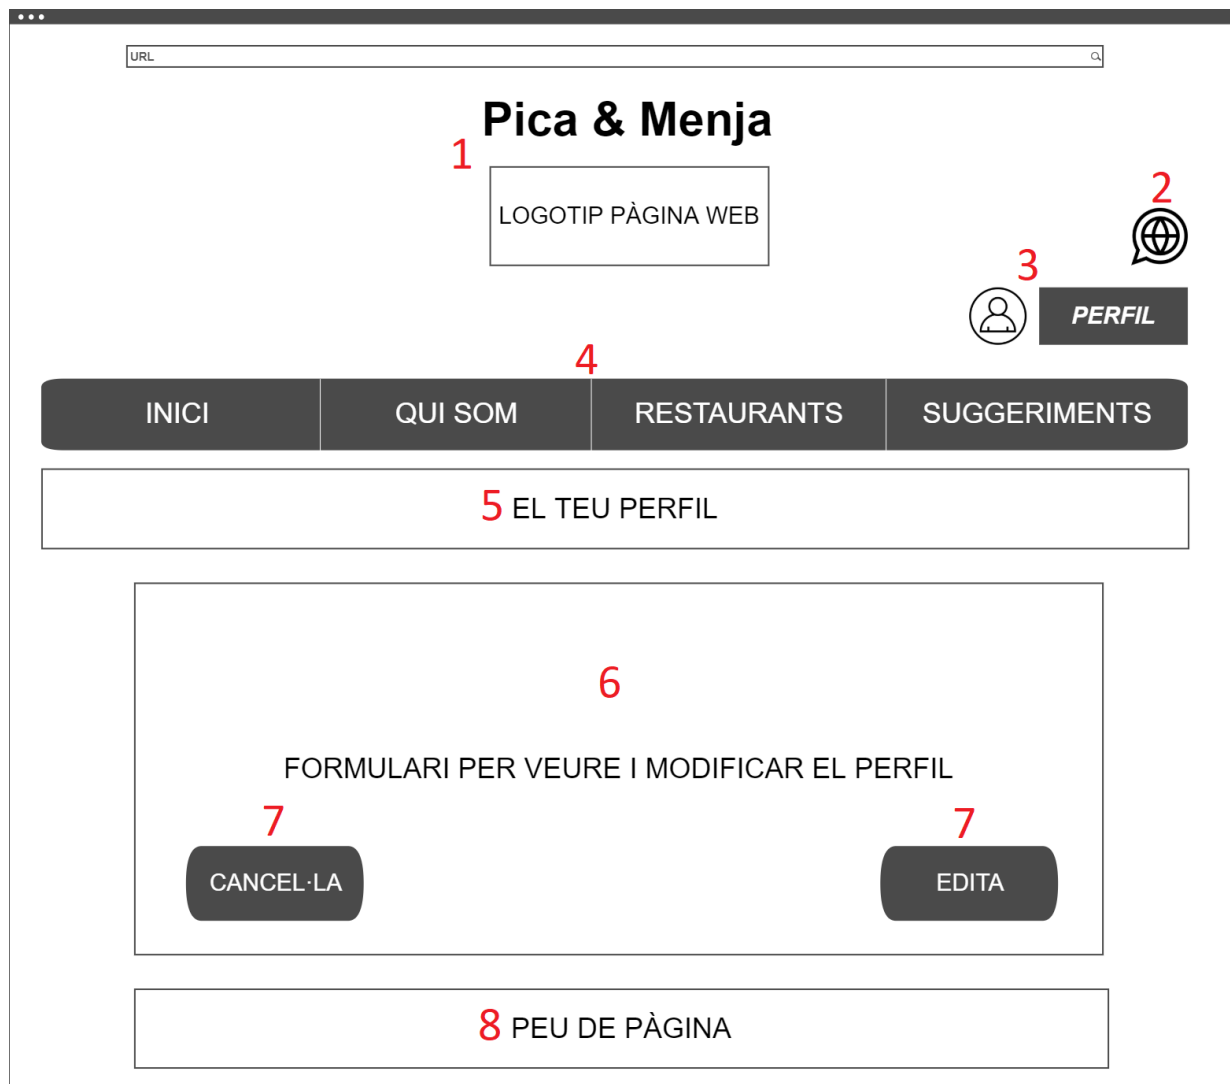 URL
Pica & Menja
1
LOGOTIP PÀGINA WEB
2
3
PERFIL
4
INICI QUI SOM RESTAURANTS SUGGERIMENTS
5 EL TEU PERFIL
6
FORMULARI PER VEURE I MODIFICAR EL PERFIL
7 7
CANCEL·LA EDITA
8 PEU DE PÀGINA